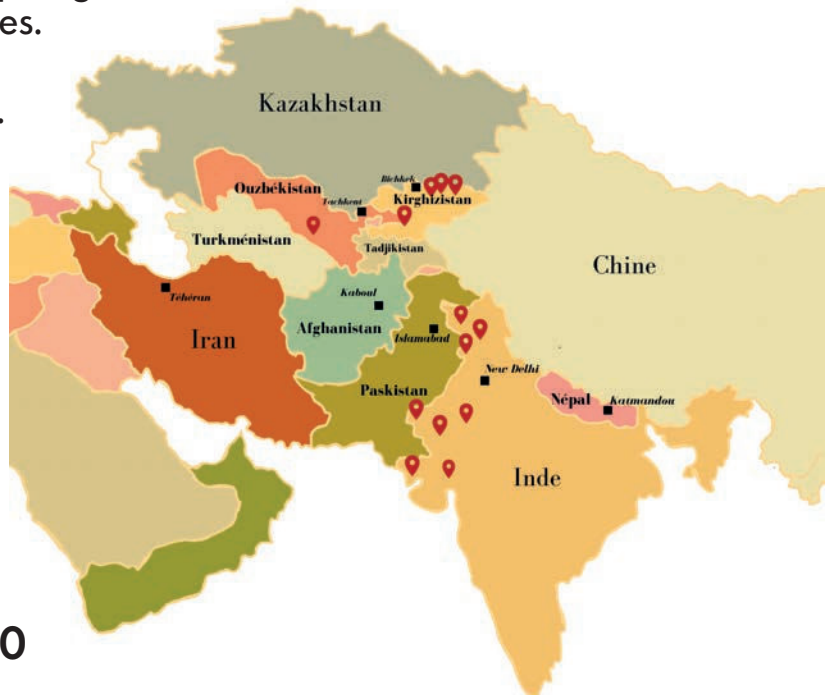 es.
.
Kazakhstan
Bichkek
Ouzbékistan
Kirghizistan
Tachkent
Turkménistan
Tadjikistan
Chine
Téhéran
Kaboul
Iran
Afghanistan
Islamabad
New Delhi
Paskistan
Népal
Katmandou
Inde
0